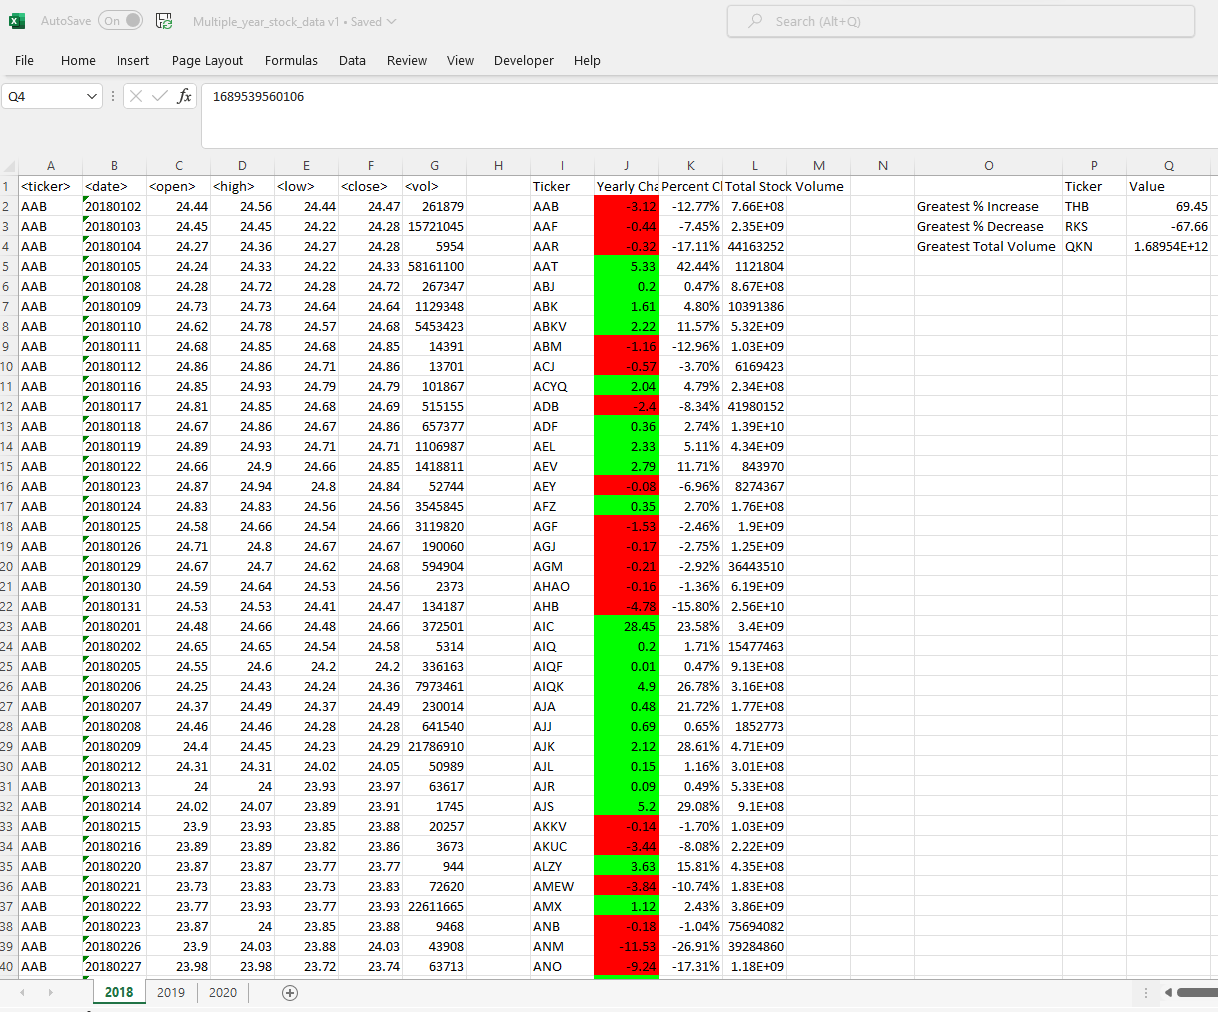 AutoSave On Multiple_year_stock_data v1 • Saved Search (Alt+Q)
File Home Insert Page Layout Formulas Data Review View Developer Help
Q4 fx 1689539560106
A B C D E F G H I J K L M N O P Q
1 <ticker> <date> <open> <high> <low> <close> <vol> Ticker Yearly Cha Percent Cl Total Stock Volume Ticker Value
2 AAB 20180102 24.44 24.56 24.44 24.47 261879 AAB -3.12 -12.77% 7.66E+08 Greatest % Increase THB 69.45
3 AAB 20180103 24.45 24.45 24.22 24.28 15721045 AAF -0.44 -7.45% 2.35E+09 Greatest % Decrease RKS -67.66
4 AAB 20180104 24.27 24.36 24.27 24.28 5954 AAR -0.32 -17.11% 44163252 Greatest Total Volume QKN 1.68954E+12
5 AAB 20180105 24.24 24.33 24.22 24.33 58161100 AAT 5.33 42.44% 1121804
6 AAB 20180108 24.28 24.72 24.28 24.72 267347 ABJ 0.2 0.47% 8.67E+08
7 AAB 20180109 24.73 24.73 24.64 24.64 1129348 ABK 1.61 4.80% 10391386
8 AAB 20180110 24.62 24.78 24.57 24.68 5453423 ABKV 2.22 11.57% 5.32E+09
9 AAB 20180111 24.68 24.85 24.68 24.85 14391 ABM -1.16 -12.96% 1.03E+09
10 AAB 20180112 24.86 24.86 24.71 24.86 13701 ACJ -0.57 -3.70% 6169423
11 AAB 20180116 24.85 24.93 24.79 24.79 101867 ACYQ 2.04 4.79% 2.34E+08
12 AAB 20180117 24.81 24.85 24.68 24.69 515155 ADB -2.4 -8.34% 41980152
13 AAB 20180118 24.67 24.86 24.67 24.86 657377 ADF 0.36 2.74% 1.39E+10
14 AAB 20180119 24.89 24.93 24.71 24.71 1106987 AEL 2.33 5.11% 4.34E+09
15 AAB 20180122 24.66 24.9 24.66 24.85 1418811 AEV 2.79 11.71% 843970
16 AAB 20180123 24.87 24.94 24.8 24.84 52744 AEY -0.08 -6.96% 8274367
17 AAB 20180124 24.83 24.83 24.56 24.56 3545845 AFZ 0.35 2.70% 1.76E+08
18 AAB 20180125 24.58 24.66 24.54 24.66 3119820 AGF -1.53 -2.46% 1.9E+09
19 AAB 20180126 24.71 24.8 24.67 24.67 190060 AGJ -0.17 -2.75% 1.25E+09
20 AAB 20180129 24.67 24.7 24.62 24.68 594904 AGM -0.21 -2.92% 36443510
21 AAB 20180130 24.59 24.64 24.53 24.56 2373 AHAO -0.16 -1.36% 6.19E+09
22 AAB 20180131 24.53 24.53 24.41 24.47 134187 AHB -4.78 -15.80% 2.56E+10
23 AAB 20180201 24.48 24.66 24.48 24.66 372501 AIC 28.45 23.58% 3.4E+09
24 AAB 20180202 24.65 24.65 24.54 24.58 5314 AIQ 0.2 1.71% 15477463
25 AAB 20180205 24.55 24.6 24.2 24.2 336163 AIQF 0.01 0.47% 9.13E+08
26 AAB 20180206 24.25 24.43 24.24 24.36 7973461 AIQK 4.9 26.78% 3.16E+08
27 AAB 20180207 24.37 24.49 24.37 24.49 230014 AJA 0.48 21.72% 1.77E+08
28 AAB 20180208 24.46 24.46 24.28 24.28 641540 AJJ 0.69 0.65% 1852773
29 AAB 20180209 24.4 24.45 24.23 24.29 21786910 AJK 2.12 28.61% 4.71E+09
30 AAB 20180212 24.31 24.31 24.02 24.05 50989 AJL 0.15 1.16% 3.01E+08
31 AAB 20180213 24 24 23.93 23.97 63617 AJR 0.09 0.49% 5.33E+08
32 AAB 20180214 24.02 24.07 23.89 23.91 1745 AJS 5.2 29.08% 9.1E+08
33 AAB 20180215 23.9 23.93 23.85 23.88 20257 AKKV -0.14 -1.70% 1.03E+09
34 AAB 20180216 23.89 23.89 23.82 23.86 3673 AKUC -3.44 -8.08% 2.22E+09
35 AAB 20180220 23.87 23.87 23.77 23.77 944 ALZY 3.63 15.81% 4.35E+08
36 AAB 20180221 23.73 23.83 23.73 23.83 72620 AMEW -3.84 -10.74% 1.83E+08
37 AAB 20180222 23.77 23.93 23.77 23.93 22611665 AMX 1.12 2.43% 3.86E+09
38 AAB 20180223 23.87 24 23.85 23.88 9468 ANB -0.18 -1.04% 75694082
39 AAB 20180226 23.9 24.03 23.88 24.03 43908 ANM -11.53 -26.91% 39284860
40 AAB 20180227 23.98 23.98 23.72 23.74 63713 ANO -9.24 -17.31% 1.18E+09
2018 2019 2020